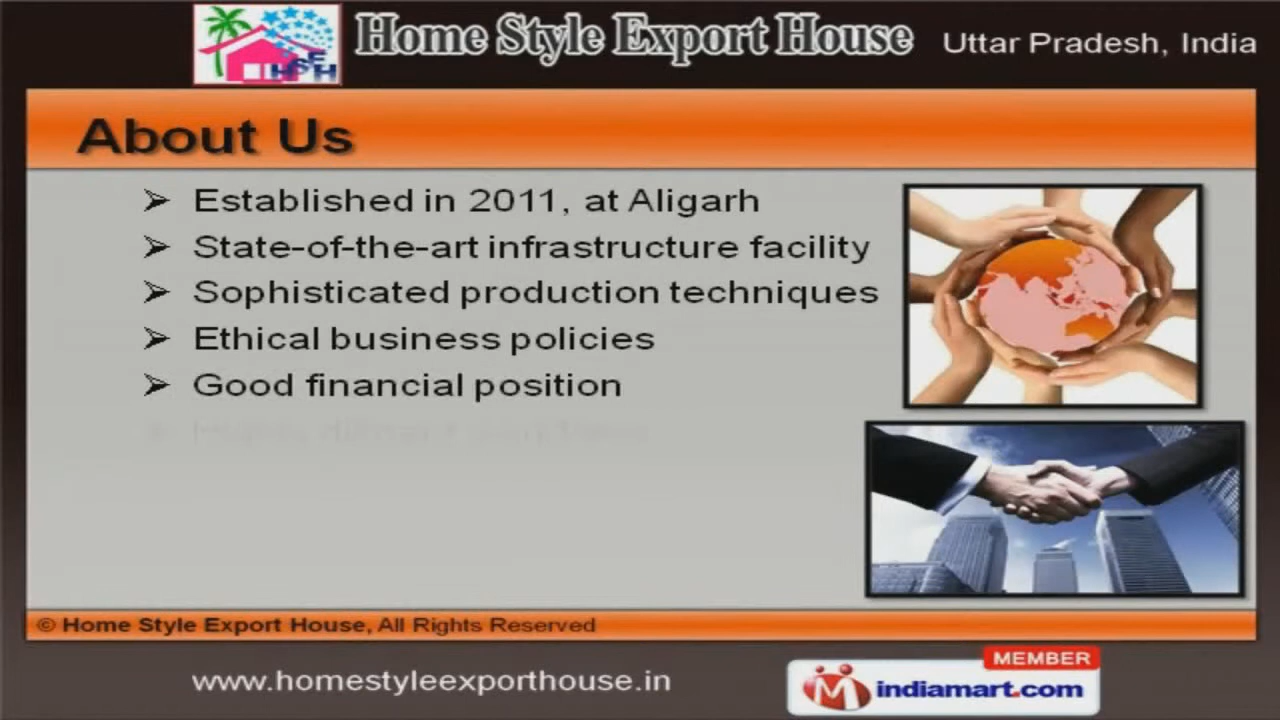 HSEH
Home Style Export House
Uttar Pradesh, India
About Us
➢ Established in 2011, at Aligarh
➢ State-of-the-art infrastructure facility
➢ Sophisticated production techniques
➢ Ethical business policies
➢ Good financial position
© Home Style Export House, All Rights Reserved
www.homestyleexporthouse.in
MEMBER
indiamart.com